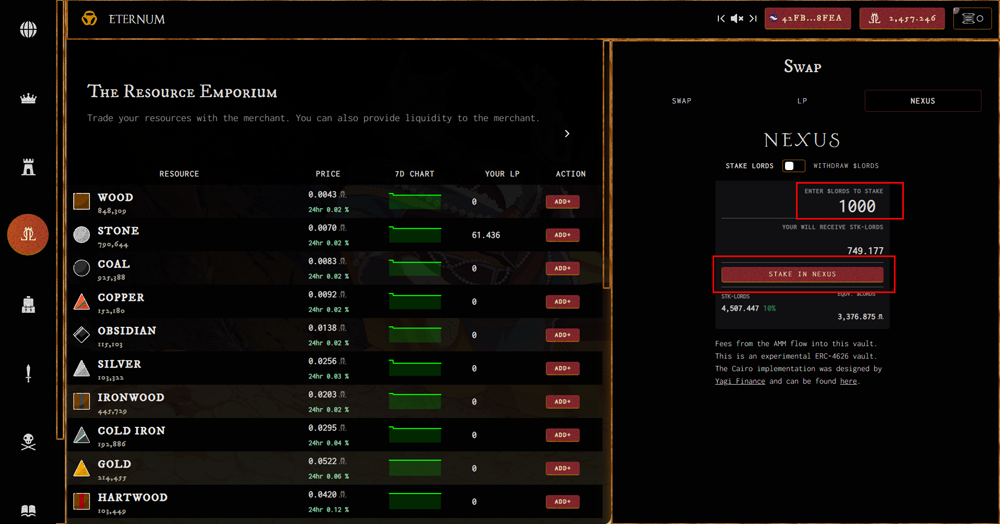 ETERNUM
42FB...8FEA
2,457.246
0
The Resource Emporium
Trade your resources with the merchant. You can also provide liquidity to the merchant.
RESOURCE PRICE 7D CHART YOUR LP ACTION
WOOD 0.0043 0 ADD+
848,309 24hr 0.02 %
STONE 0.0070 61.436 ADD+
790,644 24hr 0.02 %
COAL 0.0083 0 ADD+
925,388 24hr 0.02 %
COPPER 0.0092 0 ADD+
152,180 24hr 0.02 %
OBSIDIAN 0.0138 0 ADD+
115,103 24hr 0.02 %
SILVER 0.0256 0 ADD+
103,322 24hr 0.03 %
IRONWOOD 0.0203 0 ADD+
445,729 24hr 0.02 %
COLD IRON 0.0295 0 ADD+
192,886 24hr 0.04 %
GOLD 0.0522 0 ADD+
214,455 24hr 0.06 %
HARTWOOD 0.0420 0 ADD+
103,449 24hr 0.12 %
Swap
SWAP LP NEXUS
NEXUS
STAKE LORDS WITHDRAW $LORDS
ENTER $LORDS TO STAKE
1000
YOUR WILL RECEIVE STK-LORDS
749.177
STAKE IN NEXUS
STK-LORDS EQUV. $LORDS
4,507.447 10% 3,376.875
Fees from the AMM flow into this vault.
This is an experimental ERC-4626 vault.
The Cairo implementation was designed by
Yagi Finance and can be found here.